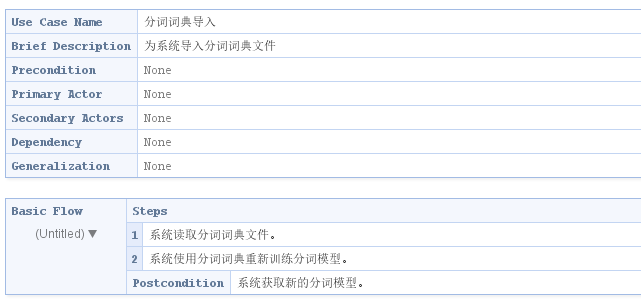 Use Case Name 分词词典导入
Brief Description 为系统导入分词词典文件
Precondition None
Primary Actor None
Secondary Actors None
Dependency None
Generalization None
Basic Flow Steps
(Untitled) ▼ 1 系统读取分词词典文件。
2 系统使用分词词典重新训练分词模型。
Postcondition 系统获取新的分词模型。